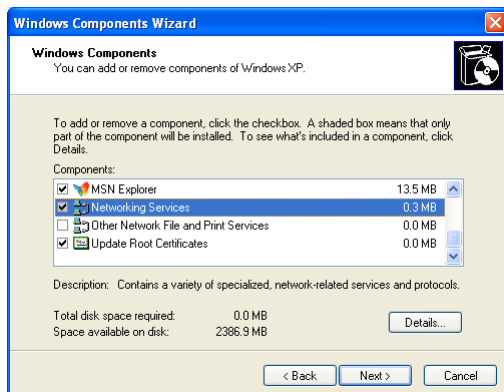 Windows Components Wizard
Windows Components
You can add or remove components of Windows XP.
To add or remove a component, click the checkbox. A shaded box means that only
part of the component will be installed. To see what's included in a component, click
Details.
Components:
MSN Explorer 13.5 MB
Networking Services 0.3 MB
Other Network File and Print Services 0.0 MB
Update Root Certificates 0.0 MB
Description: Contains a variety of specialized, network-related services and protocols.
Total disk space required: 0.0 MB
Space available on disk: 2386.9 MB
Details...
< Back Next > Cancel